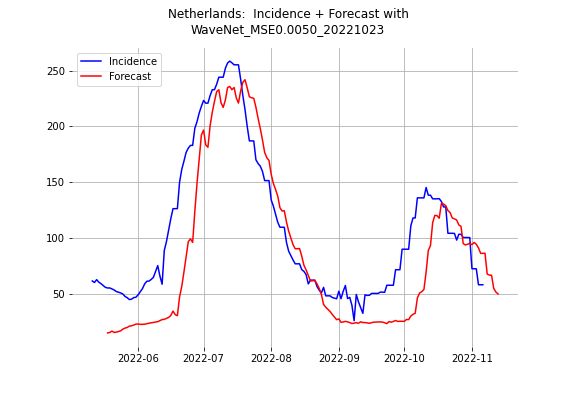 Netherlands:  Incidence + Forecast with
WaveNet_MSE0.0050_20221023
Incidence
Forecast
250
200
150
100
50
2022-06
2022-07
2022-08
2022-09
2022-10
2022-11